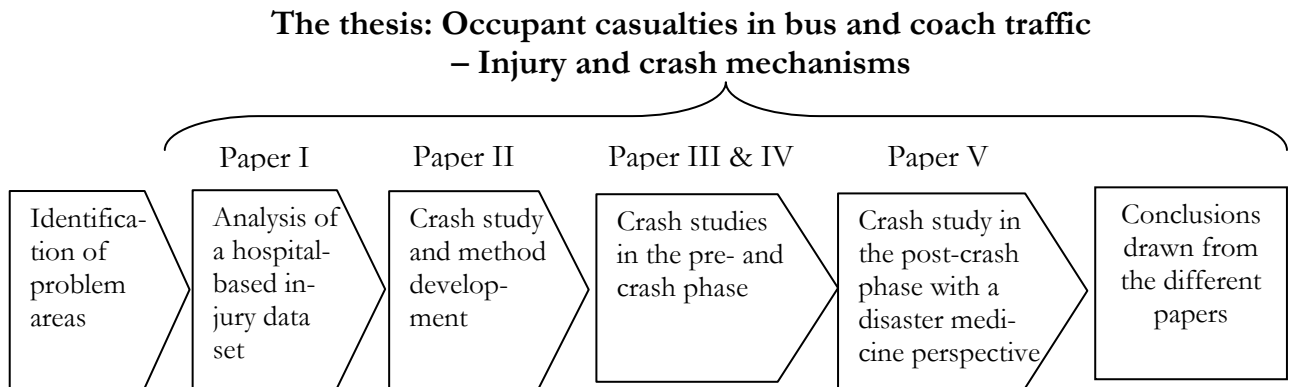 The thesis: Occupant casualties in bus and coach traffic
– Injury and crash mechanisms
Paper I
Paper II
Paper III & IV
Paper V
Identifica-
tion of
problem
areas
Analysis of
a hospital-
based in-
jury data
set
Crash study
and method
develop-
ment
Crash studies
in the pre- and
crash phase
Crash study in
the post-crash
phase with a
disaster medi-
cine perspective
Conclusions
drawn from
the different
papers